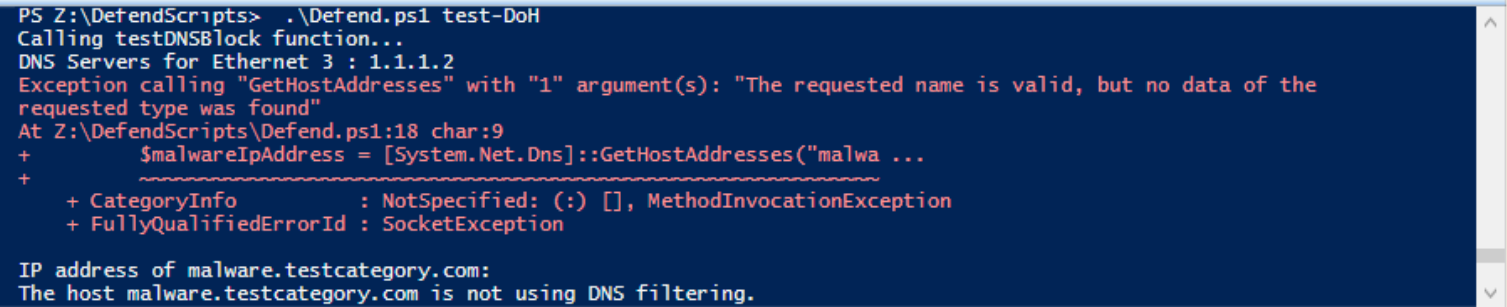 PS Z:\DefendScripts> .\Defend.ps1 test-DoH
Calling testDNSBlock function...
DNS Servers for Ethernet 3 : 1.1.1.2
Exception calling "GetHostAddresses" with "1" argument(s): "The requested name is valid, but no data of the
requested type was found"
At Z:\DefendScripts\Defend.ps1:18 char:9
+         $malwareIpAddress = [System.Net.Dns]::GetHostAddresses("malwa ...
+         ~~~~~~~~~~~~~~~~~~~~~~~~~~~~~~~~~~~~~~~~~~~~~~~~~~~~~~~~~~~~~
    + CategoryInfo          : NotSpecified: (:) [], MethodInvocationException
    + FullyQualifiedErrorId : SocketException
IP address of malware.testcategory.com:
The host malware.testcategory.com is not using DNS filtering.